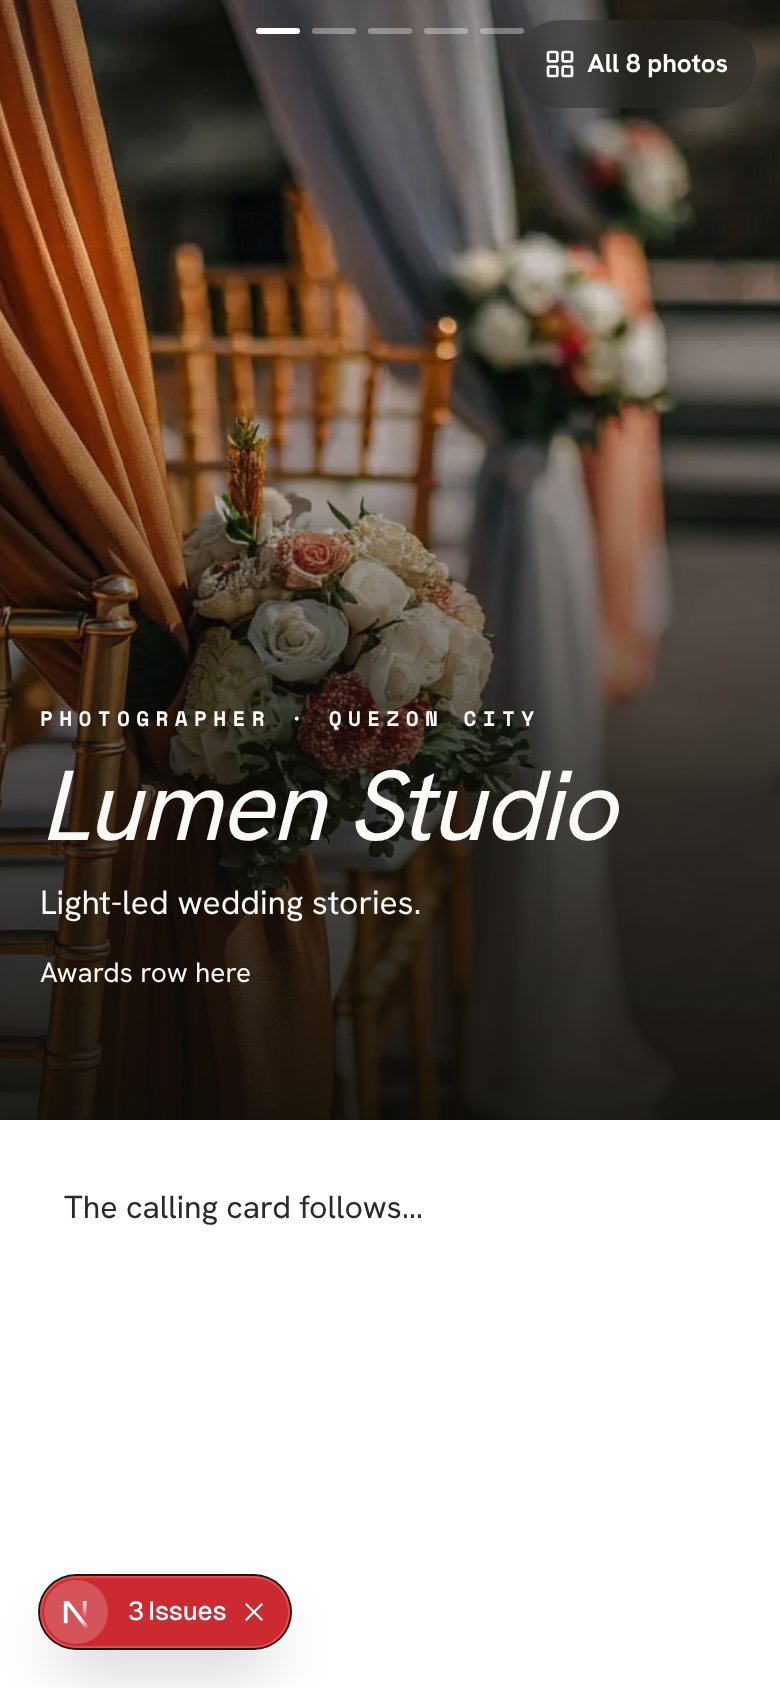 All 8 photos
PHOTOGRAPHER · QUEZON CITY
Lumen Studio
Light-led wedding stories.
Awards row here
The calling card follows...
N
3 Issues